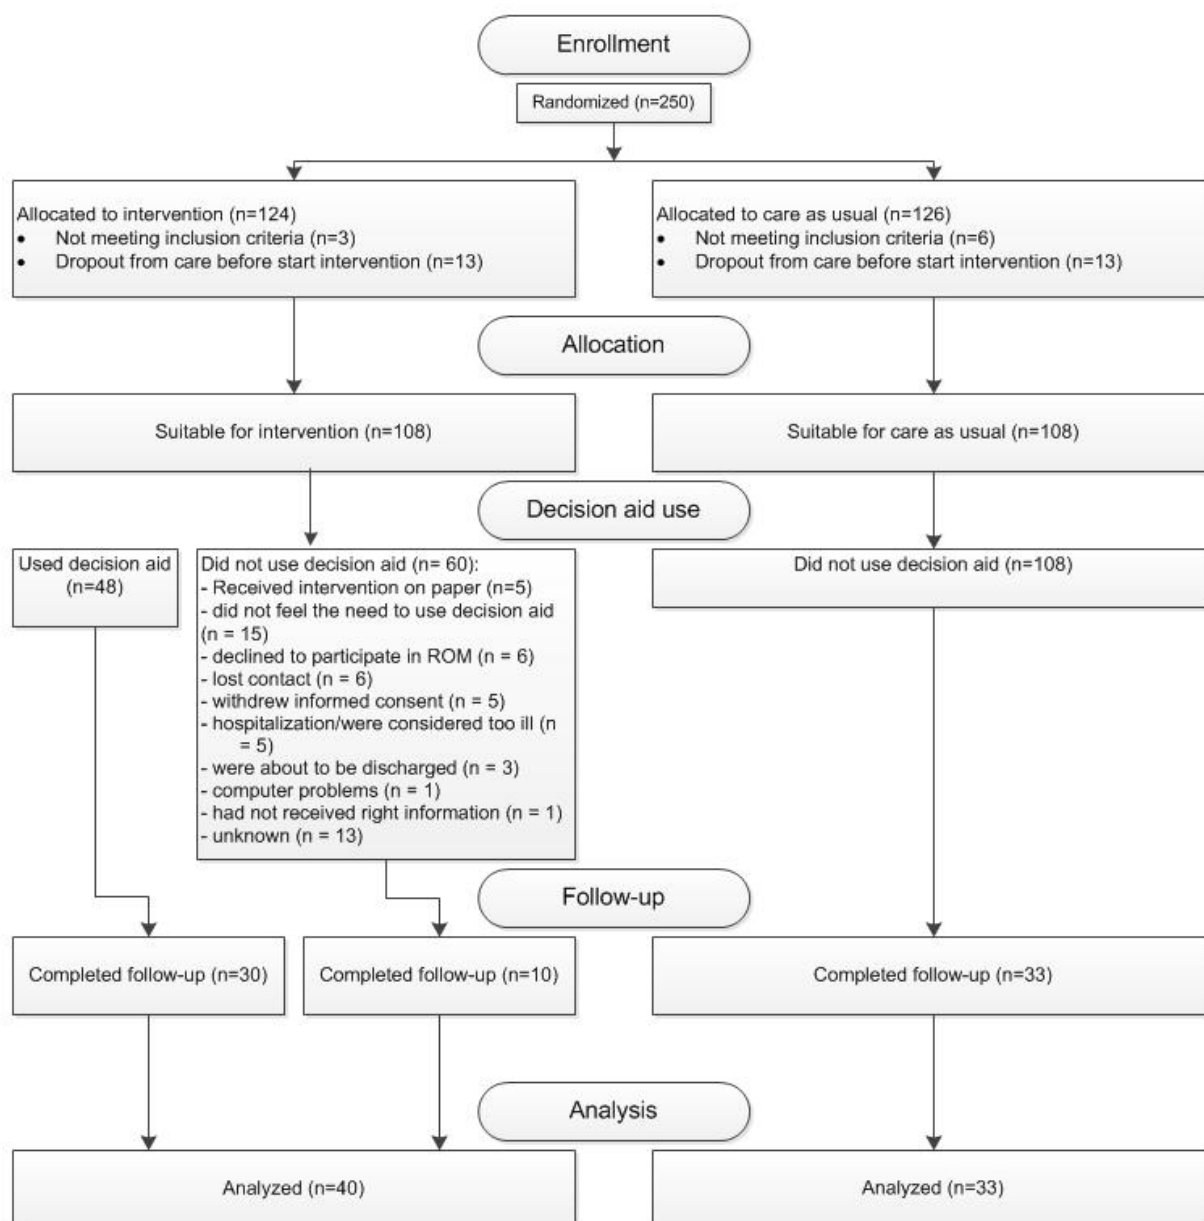 Enrollment
Randomized (n=250)
Allocated to intervention (n=124)
• Not meeting inclusion criteria (n=3)
• Dropout from care before start intervention (n=13)
Allocated to care as usual (n=126)
• Not meeting inclusion criteria (n=6)
• Dropout from care before start intervention (n=13)
Allocation
Suitable for intervention (n=108)
Suitable for care as usual (n=108)
Decision aid use
Used decision aid
(n=48)
Did not use decision aid (n= 60):
- Received intervention on paper (n=5)
- did not feel the need to use decision aid
(n = 15)
- declined to participate in ROM (n = 6)
- lost contact (n = 6)
- withdrew informed consent (n = 5)
- hospitalization/were considered too ill (n
= 5)
- were about to be discharged (n = 3)
- computer problems (n = 1)
- had not received right information (n = 1)
- unknown (n = 13)
Did not use decision aid (n=108)
Follow-up
Completed follow-up (n=30)
Completed follow-up (n=10)
Completed follow-up (n=33)
Analysis
Analyzed (n=40)
Analyzed (n=33)